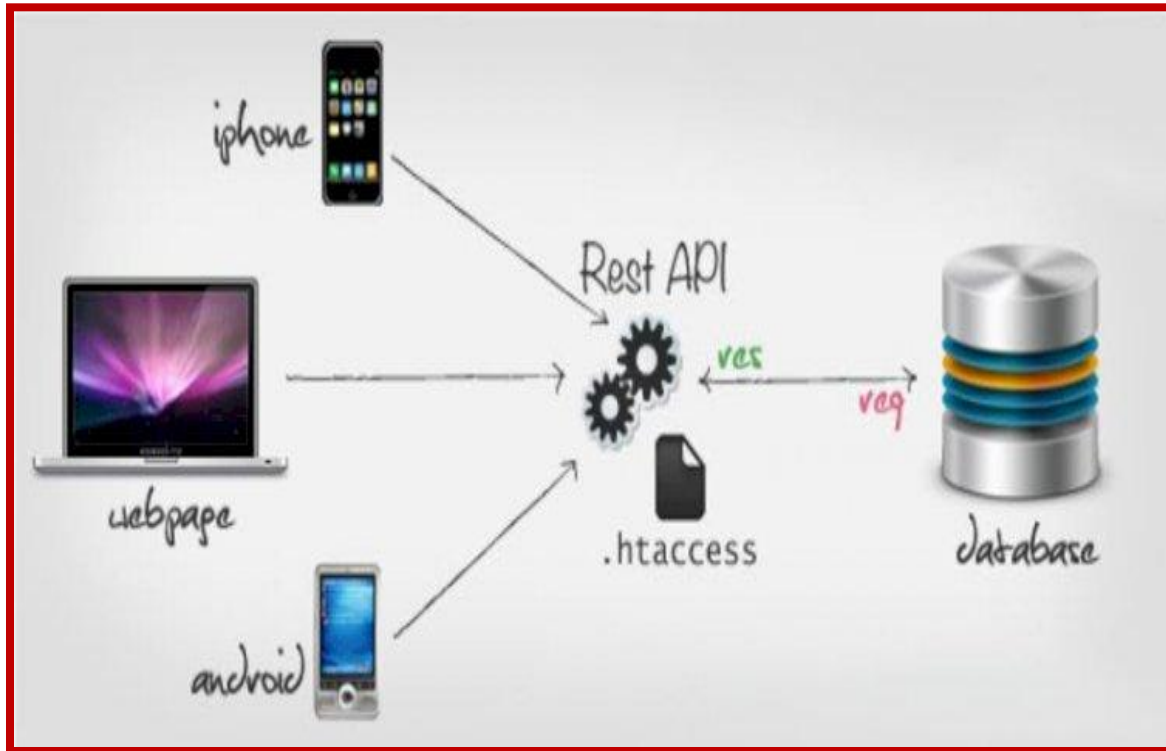 iphone
Rest API
res
req
webpage
.htaccess
database
android